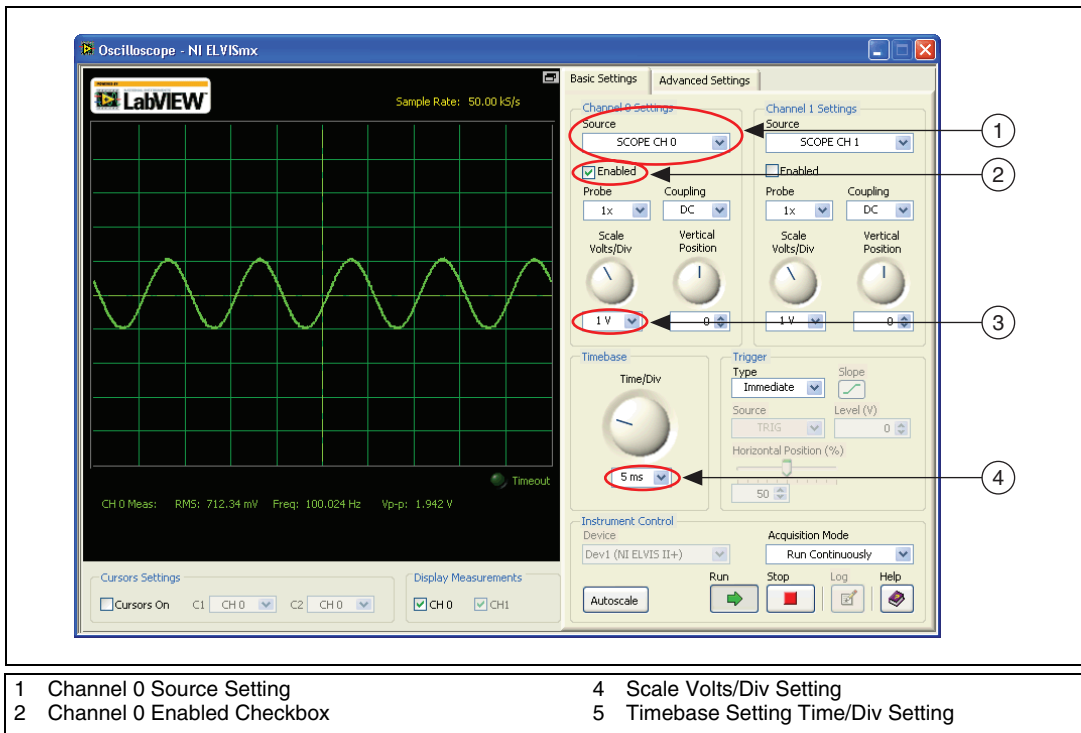 Oscilloscope - NI ELVISmx
POWERED BY
LabVIEW
Sample Rate: 50.00 kS/s
Timeout
CH 0 Meas: RMS: 712.34 mV Freq: 100.024 Hz Vp-p: 1.942 V
Cursors Settings
Cursors On C1 CH 0 C2 CH 0
Display Measurements
CH 0 CH1
Basic Settings Advanced Settings
Channel 0 Settings
Source
SCOPE CH 0
Enabled
Probe Coupling
1x DC
Scale Vertical
Volts/Div Position
1 V 0
Channel 1 Settings
Source
SCOPE CH 1
Enabled
Probe Coupling
1x DC
Scale Vertical
Volts/Div Position
1 V 0
Timebase
Time/Div
5 ms
Trigger
Type Slope
Immediate
Source Level (V)
TRIG 0
Horizontal Position (%)
50
Instrument Control
Device Acquisition Mode
Dev1 (NI ELVIS II+) Run Continuously
Run Stop Log Help
Autoscale
1
2
3
4
1 Channel 0 Source Setting
2 Channel 0 Enabled Checkbox
4 Scale Volts/Div Setting
5 Timebase Setting Time/Div Setting